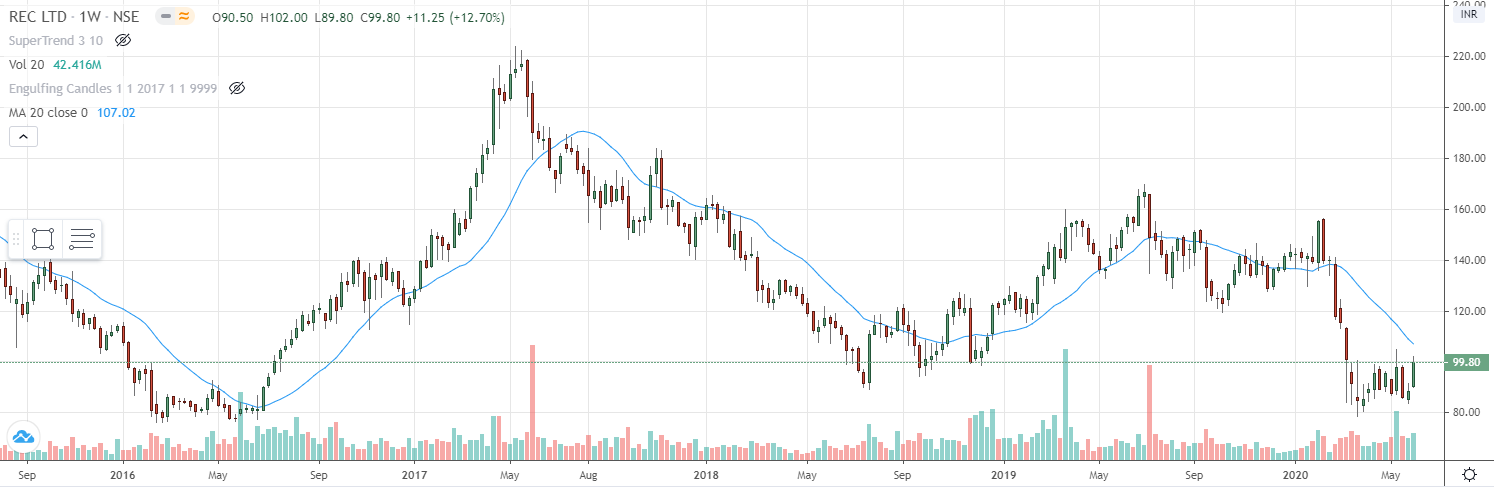 REC LTD · 1W · NSE O90.50 H102.00 L89.80 C99.80 +11.25 (+12.70%)
SuperTrend 3 10
Vol 20 42.416M
Engulfing Candles 1 1 2017 1 1 9999
MA 20 close 0 107.02
240.00
INR
220.00
200.00
180.00
160.00
140.00
120.00
99.80
80.00
Sep 2016 May Sep 2017 May Aug 2018 May Sep 2019 May Sep 2020 May